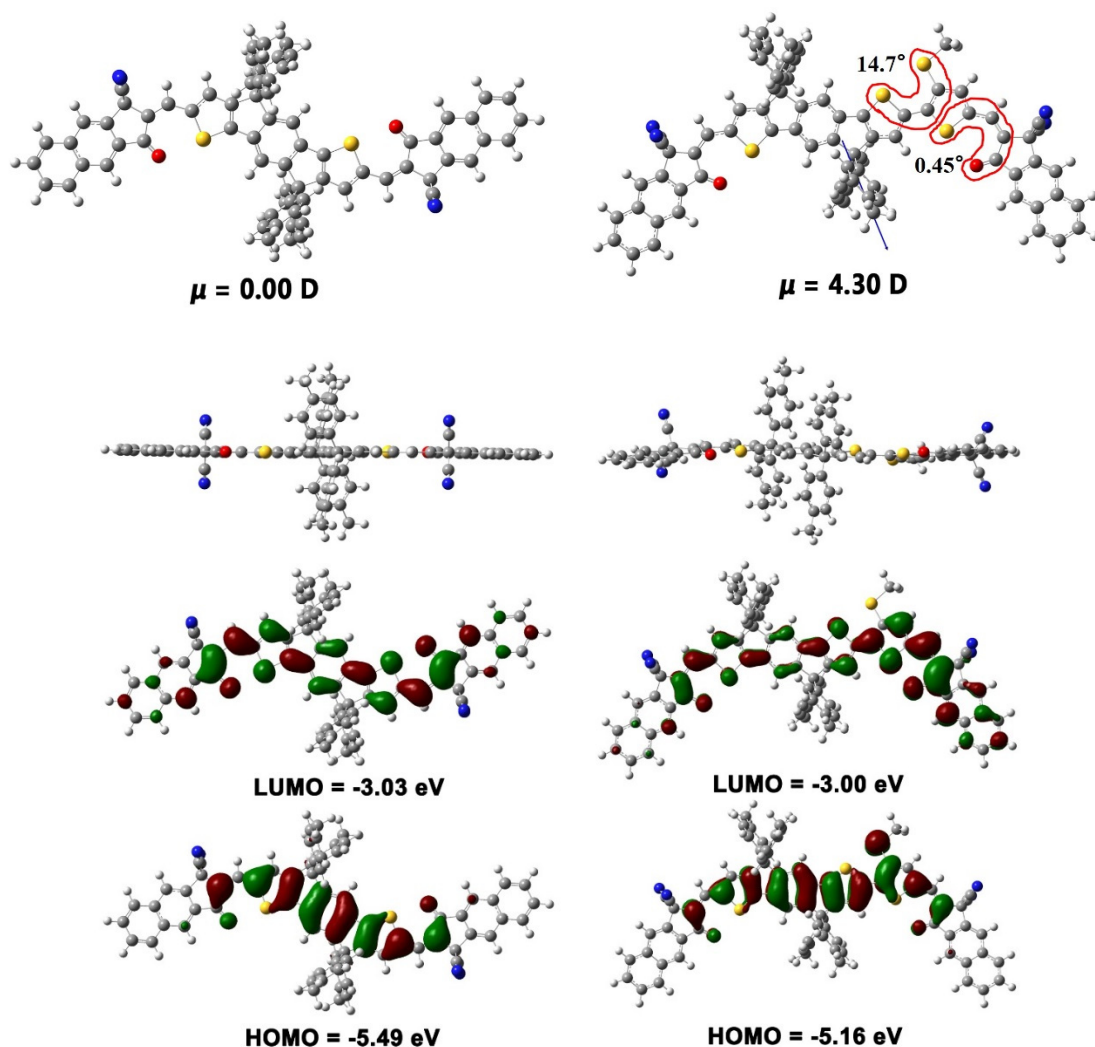 14.7°
0.45°
μ = 0.00 D
μ = 4.30 D
LUMO = -3.03 eV
LUMO = -3.00 eV
HOMO = -5.49 eV
HOMO = -5.16 eV